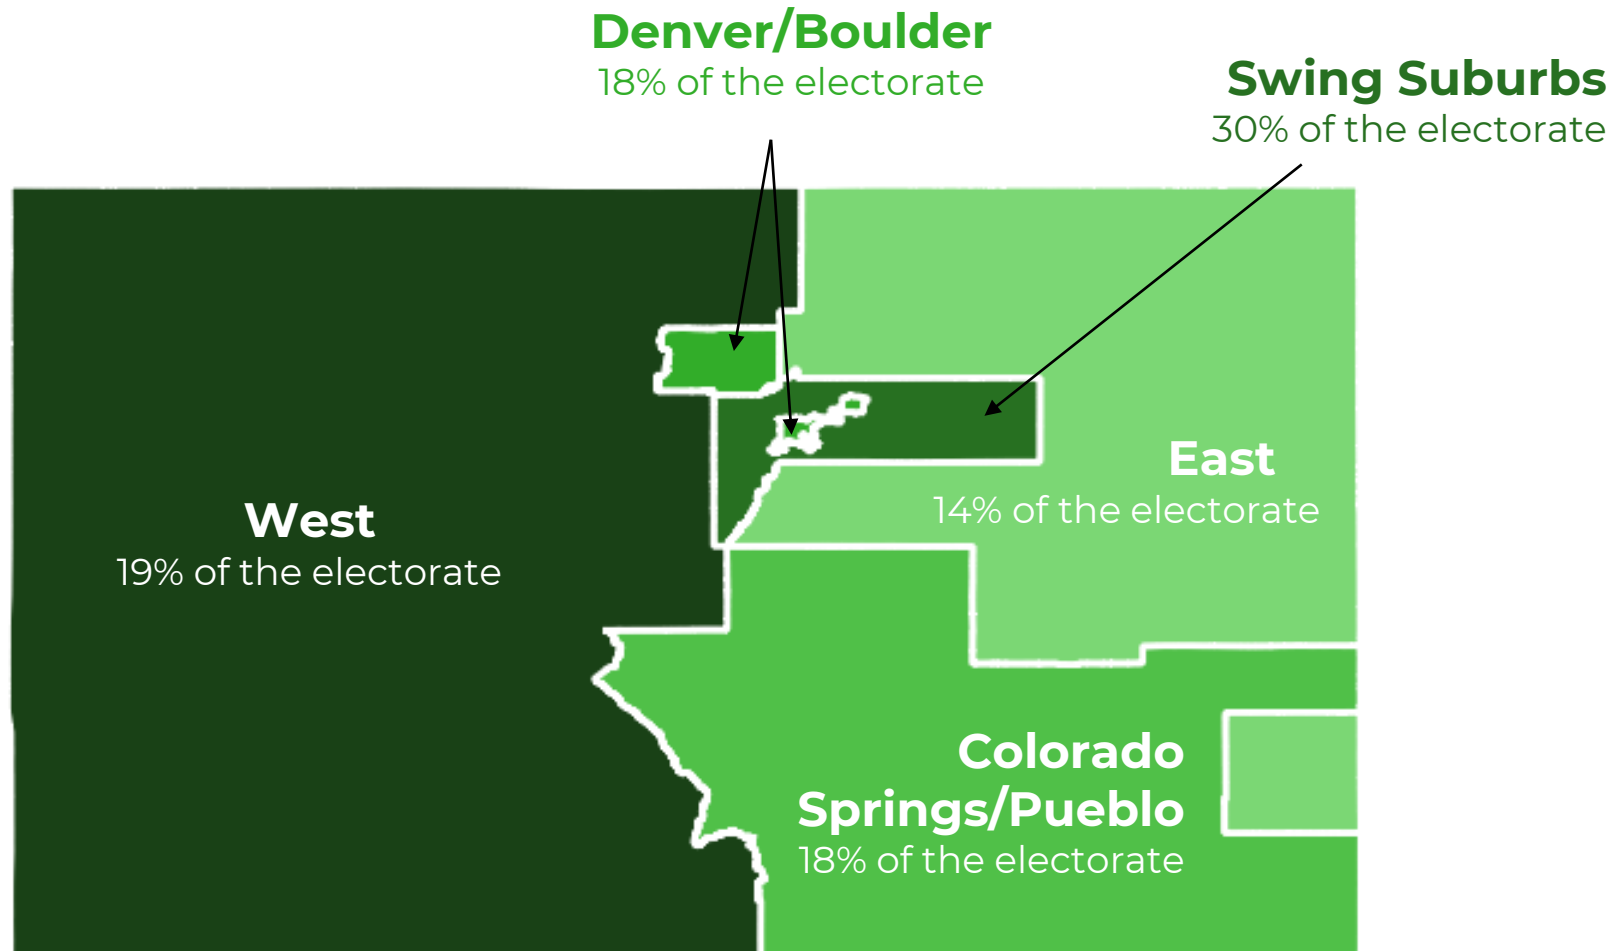 Denver/Boulder
18% of the electorate
Swing Suburbs
30% of the electorate
East
14% of the electorate
West
19% of the electorate
Colorado
Springs/Pueblo
18% of the electorate